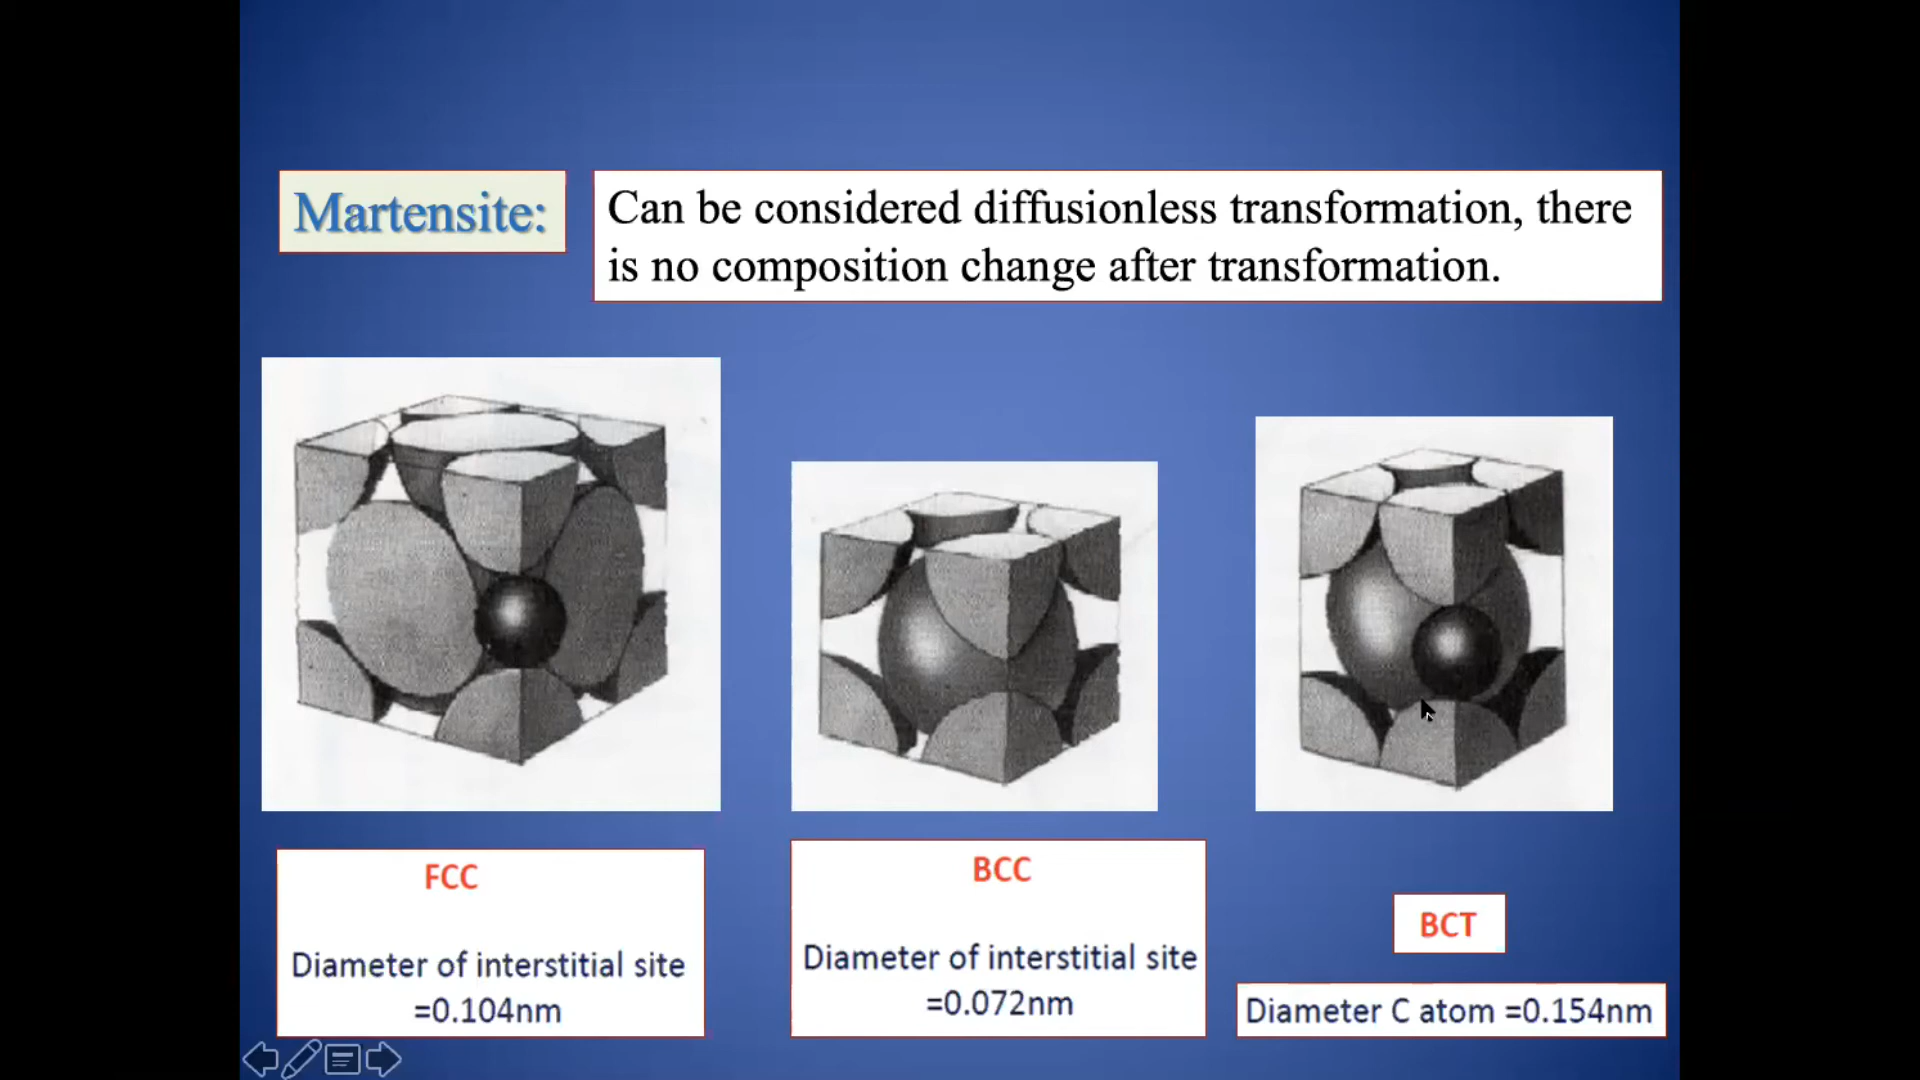 Martensite:
Can be considered diffusionless transformation, there
is no composition change after transformation.
FCC
Diameter of interstitial site
=0.104nm
BCC
Diameter of interstitial site
=0.072nm
BCT
Diameter C atom =0.154nm